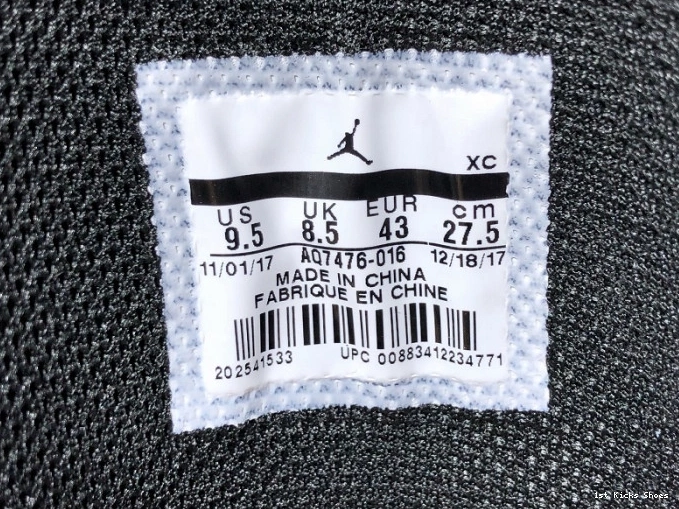 XC
US UK EUR cm
9.5 8.5 43 27.5
11/01/17 AQ7476-016 12/18/17
MADE IN CHINA
FABRIQUE EN CHINE
202541533 UPC 00883412234771
1st Kicks Shoes